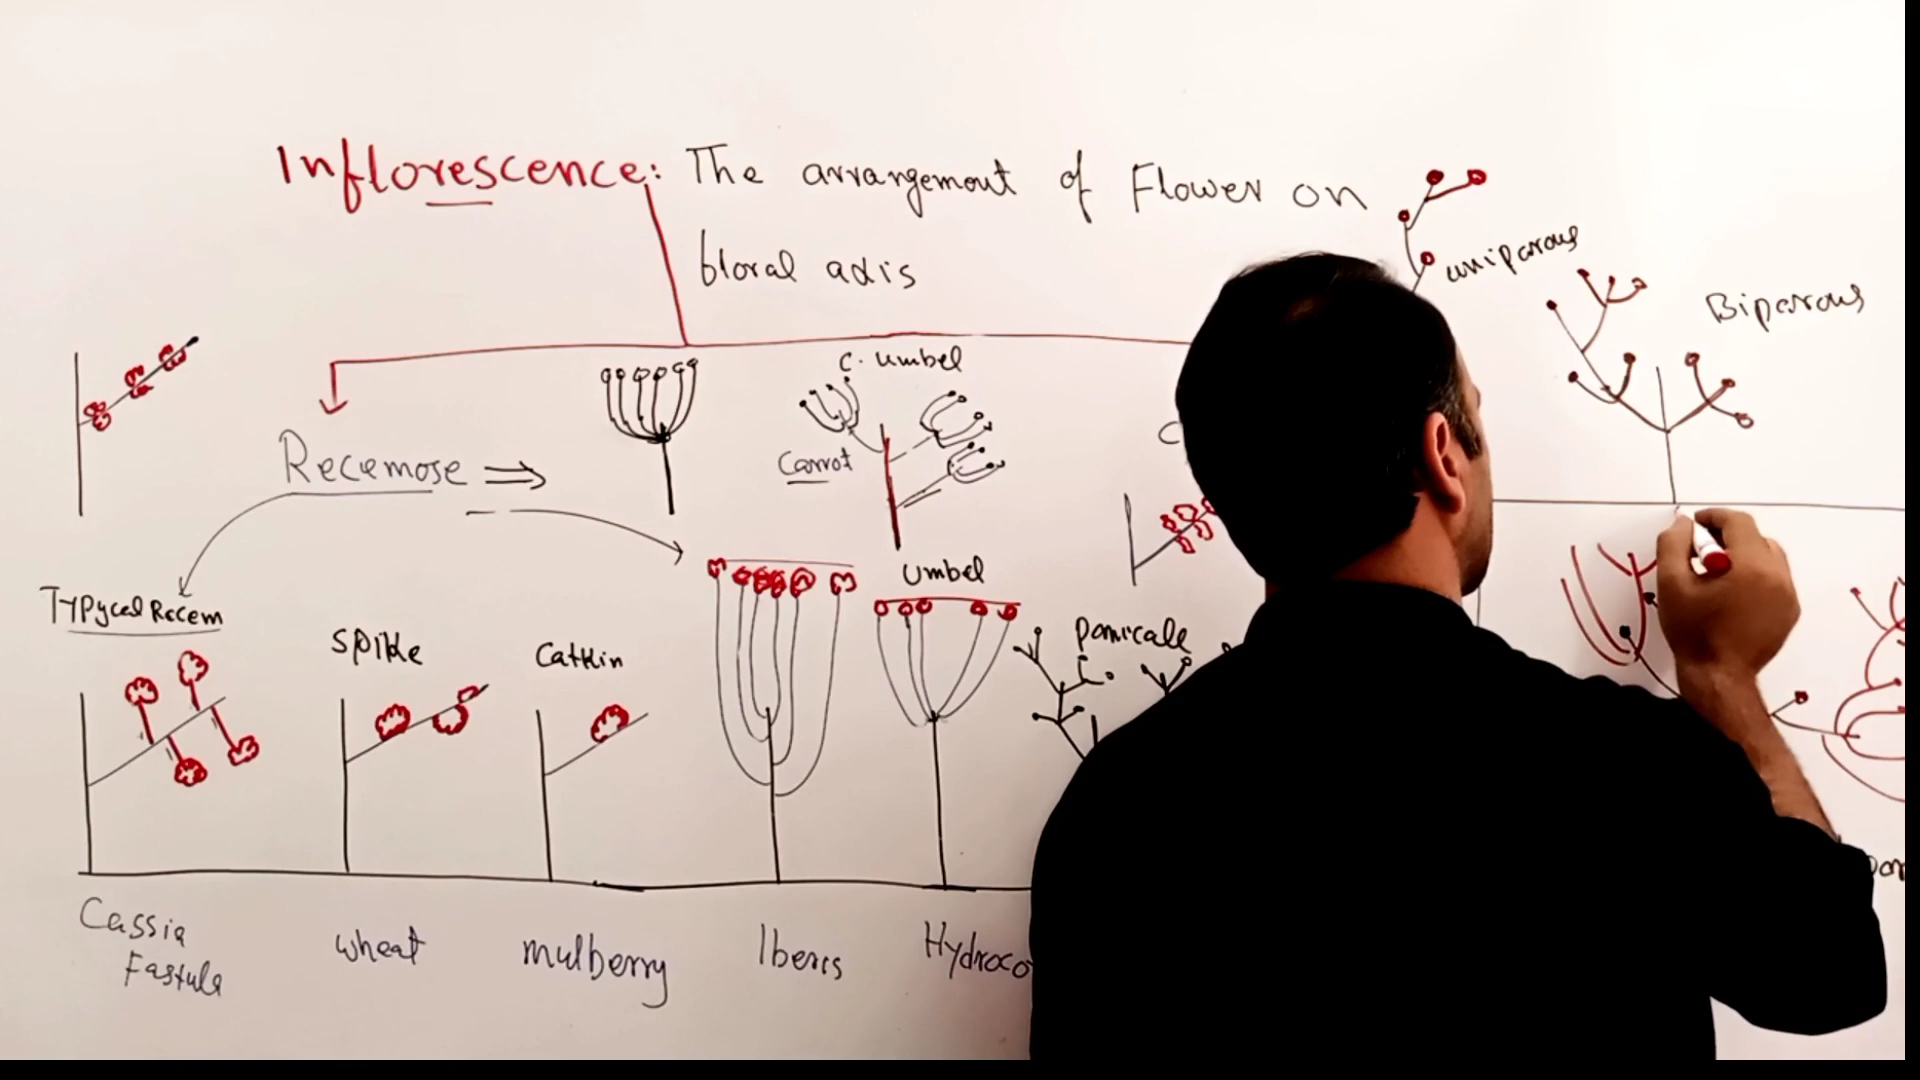 Inflorescence: The arrangement of Flower on
floral axis
uniparous
Biparous
C. Umbel
Recemose ⇒
Carrot
Typycal Recem
Spike
Catkin
Umbel
Panicale
Cassia
Fastula
wheat
mulberry
Iberis
Hydroco